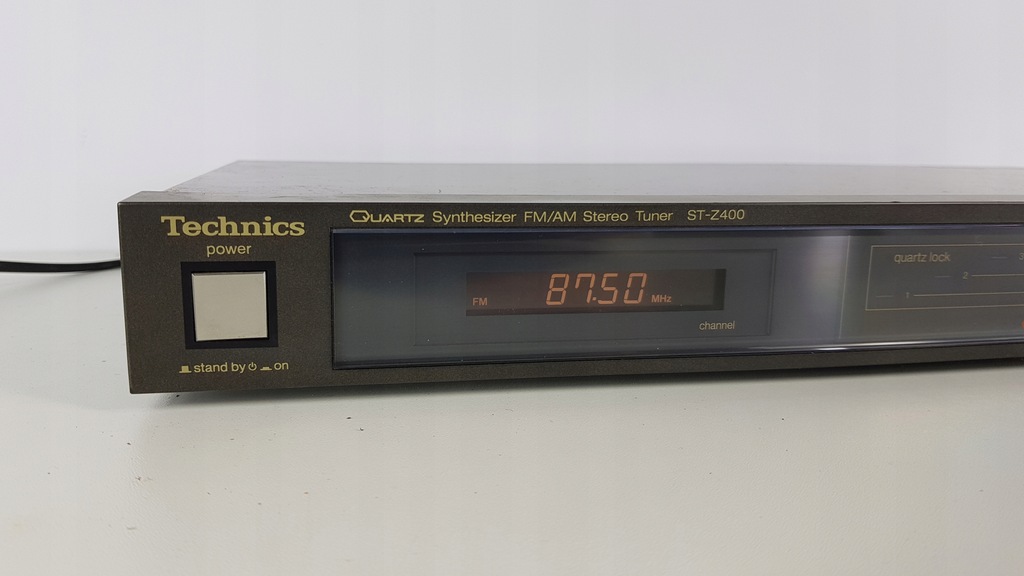 Technics
QUARTZ Synthesizer FM/AM Stereo Tuner ST-Z400
power
quartz lock
3
2
1
FM 87.50 MHz
channel
stand by on